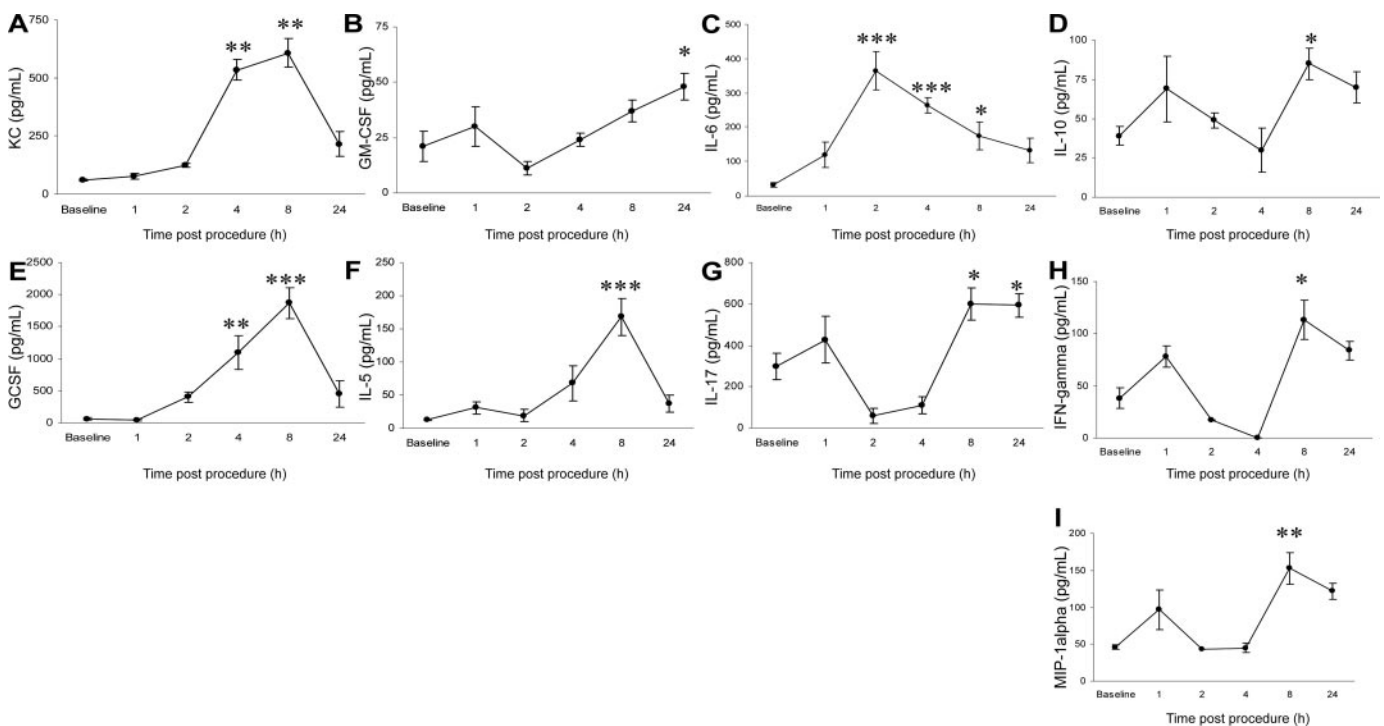 A
KC (pg/mL)
750
500
250
0
**
**
Baseline 1 2 4 8 24
Time post procedure (h)
B
GM-CSF (pg/mL)
75
50
25
0
*
Baseline 1 2 4 8 24
Time post procedure (h)
C
IL-6 (pg/mL)
500
400
300
200
100
0
***
***
*
Baseline 1 2 4 8 24
Time post procedure (h)
D
IL-10 (pg/mL)
100
75
50
25
0
*
Baseline 1 2 4 8 24
Time post procedure (h)
E
GCSF (pg/mL)
2500
2000
1500
1000
500
0
**
***
Baseline 1 2 4 8 24
Time post procedure (h)
F
IL-5 (pg/mL)
250
200
150
100
50
0
***
Baseline 1 2 4 8 24
Time post procedure (h)
G
IL-17 (pg/mL)
800
600
400
200
0
*
*
Baseline 1 2 4 8 24
Time post procedure (h)
H
IFN-gamma (pg/mL)
150
100
50
0
*
Baseline 1 2 4 8 24
Time post procedure (h)
I
MIP-1alpha (pg/mL)
200
150
100
50
0
**
Baseline 1 2 4 8 24
Time post procedure (h)